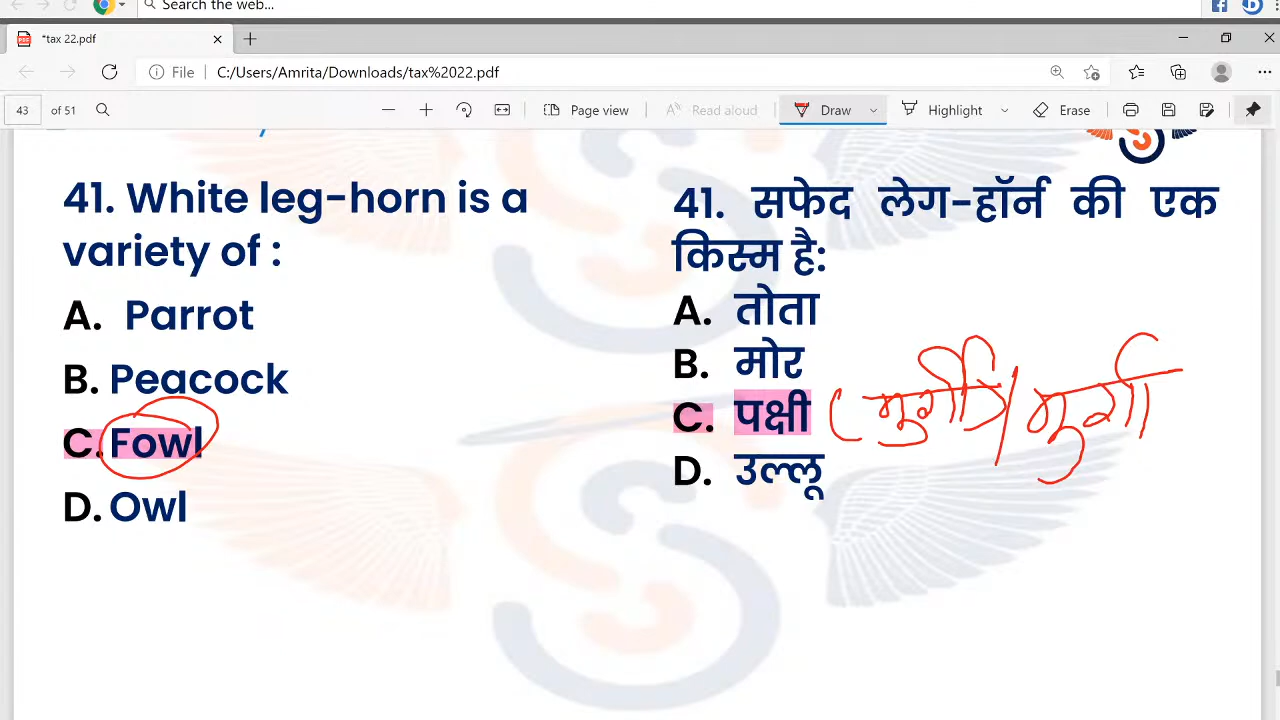 Search the web...
*tax 22.pdf
File C:/Users/Amrita/Downloads/tax%2022.pdf
43 of 51 Page view Read aloud Draw Highlight Erase
41. White leg-horn is a
variety of :
A. Parrot
B. Peacock
C. Fowl
D. Owl
41. सफेद लेग-हॉर्न की एक
किस्म है:
A. तोता
B. मोर
C. पक्षी (मुर्गी/मुर्गा
D. उल्लू